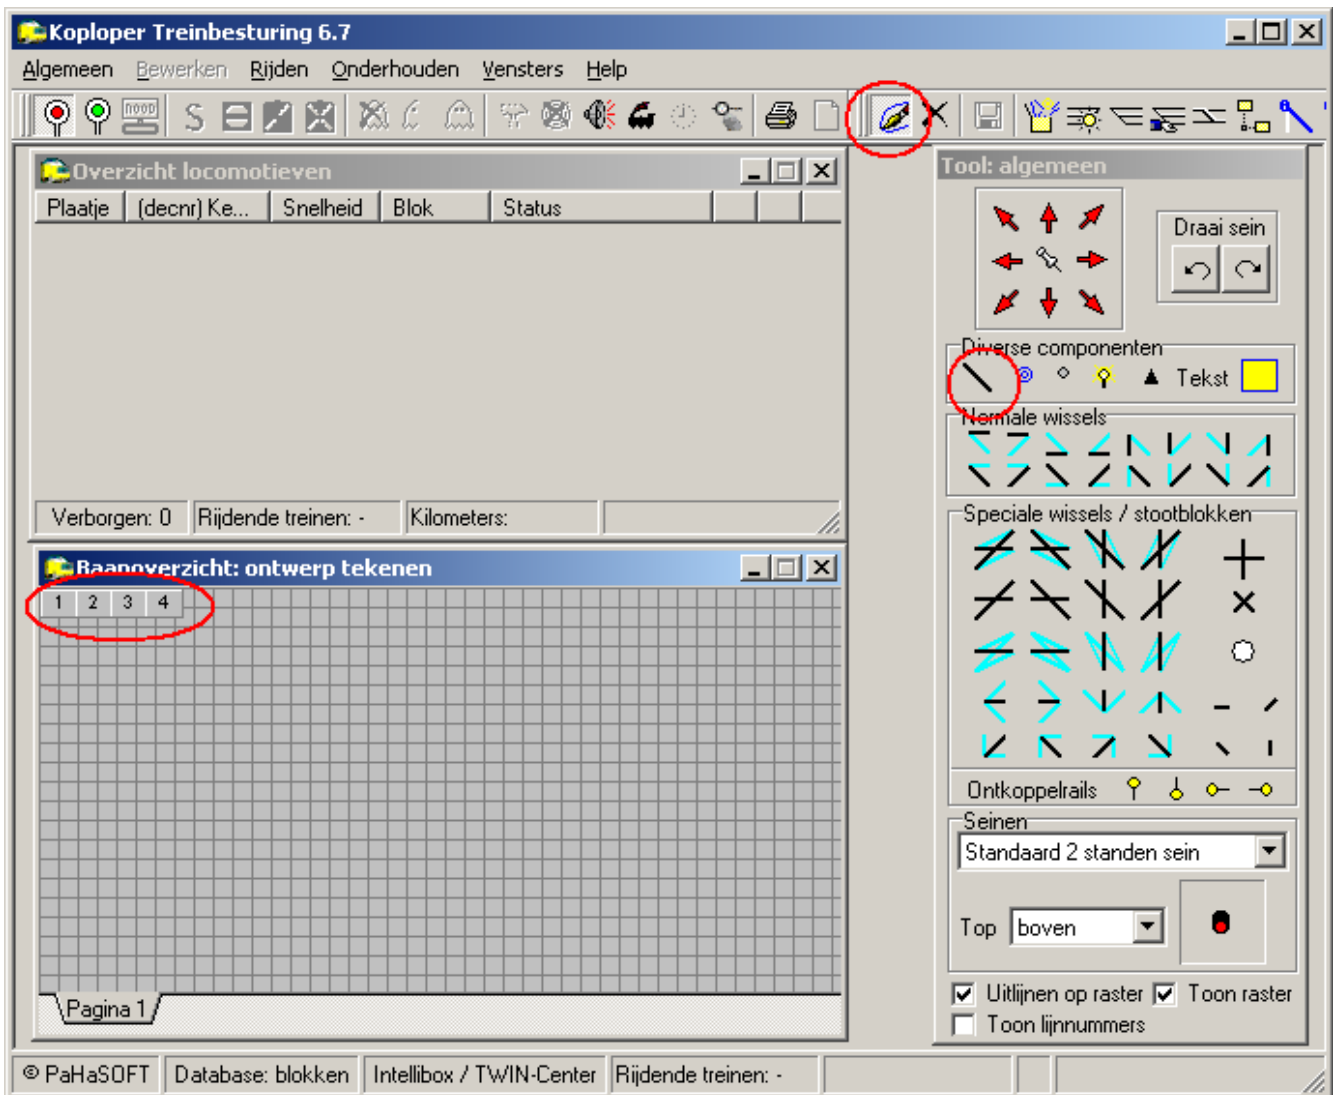 Koploper Treinbesturing 6.7
Algemeen Bewerken Rijden Onderhouden Vensters Help
NOOD S
Overzicht locomotieven
Plaatje (decnr) Ke... Snelheid Blok Status
Verborgen: 0 Rijdende treinen: - Kilometers:
Baanoverzicht: ontwerp tekenen
1 2 3 4
Pagina 1
Tool: algemeen
Draai sein
Diverse componenten
Tekst
Normale wissels
Speciale wissels / stootblokken
Ontkoppelrails
Seinen
Standaard 2 standen sein
Top boven
Uitlijnen op raster Toon raster
Toon lijnnummers
© PaHaSOFT Database: blokken Intellibox / TWIN-Center Rijdende treinen: -